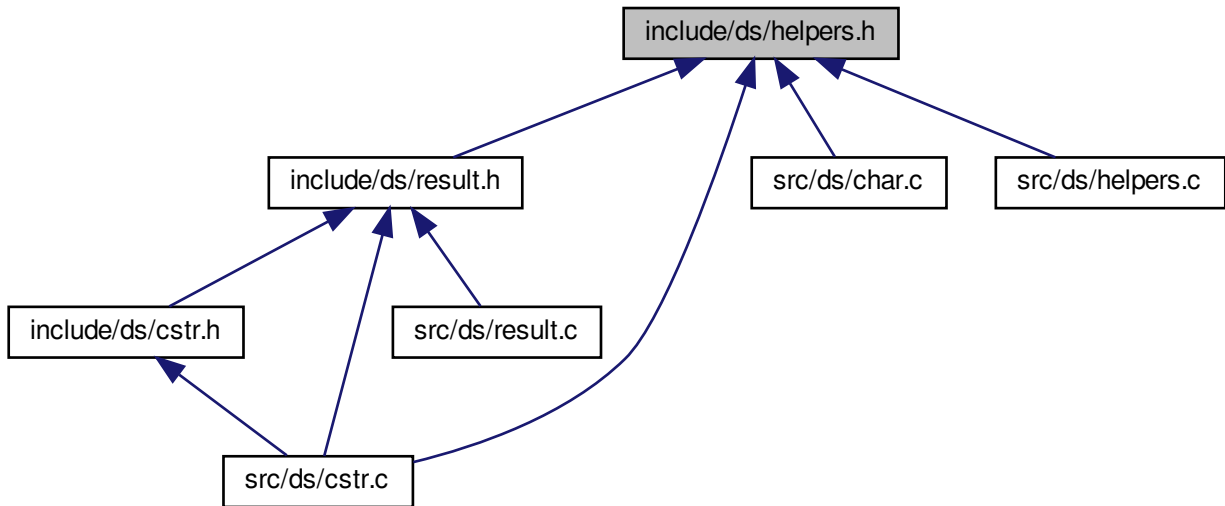 include/ds/helpers.h
include/ds/result.h
src/ds/char.c
src/ds/helpers.c
include/ds/cstr.h
src/ds/result.c
src/ds/cstr.c